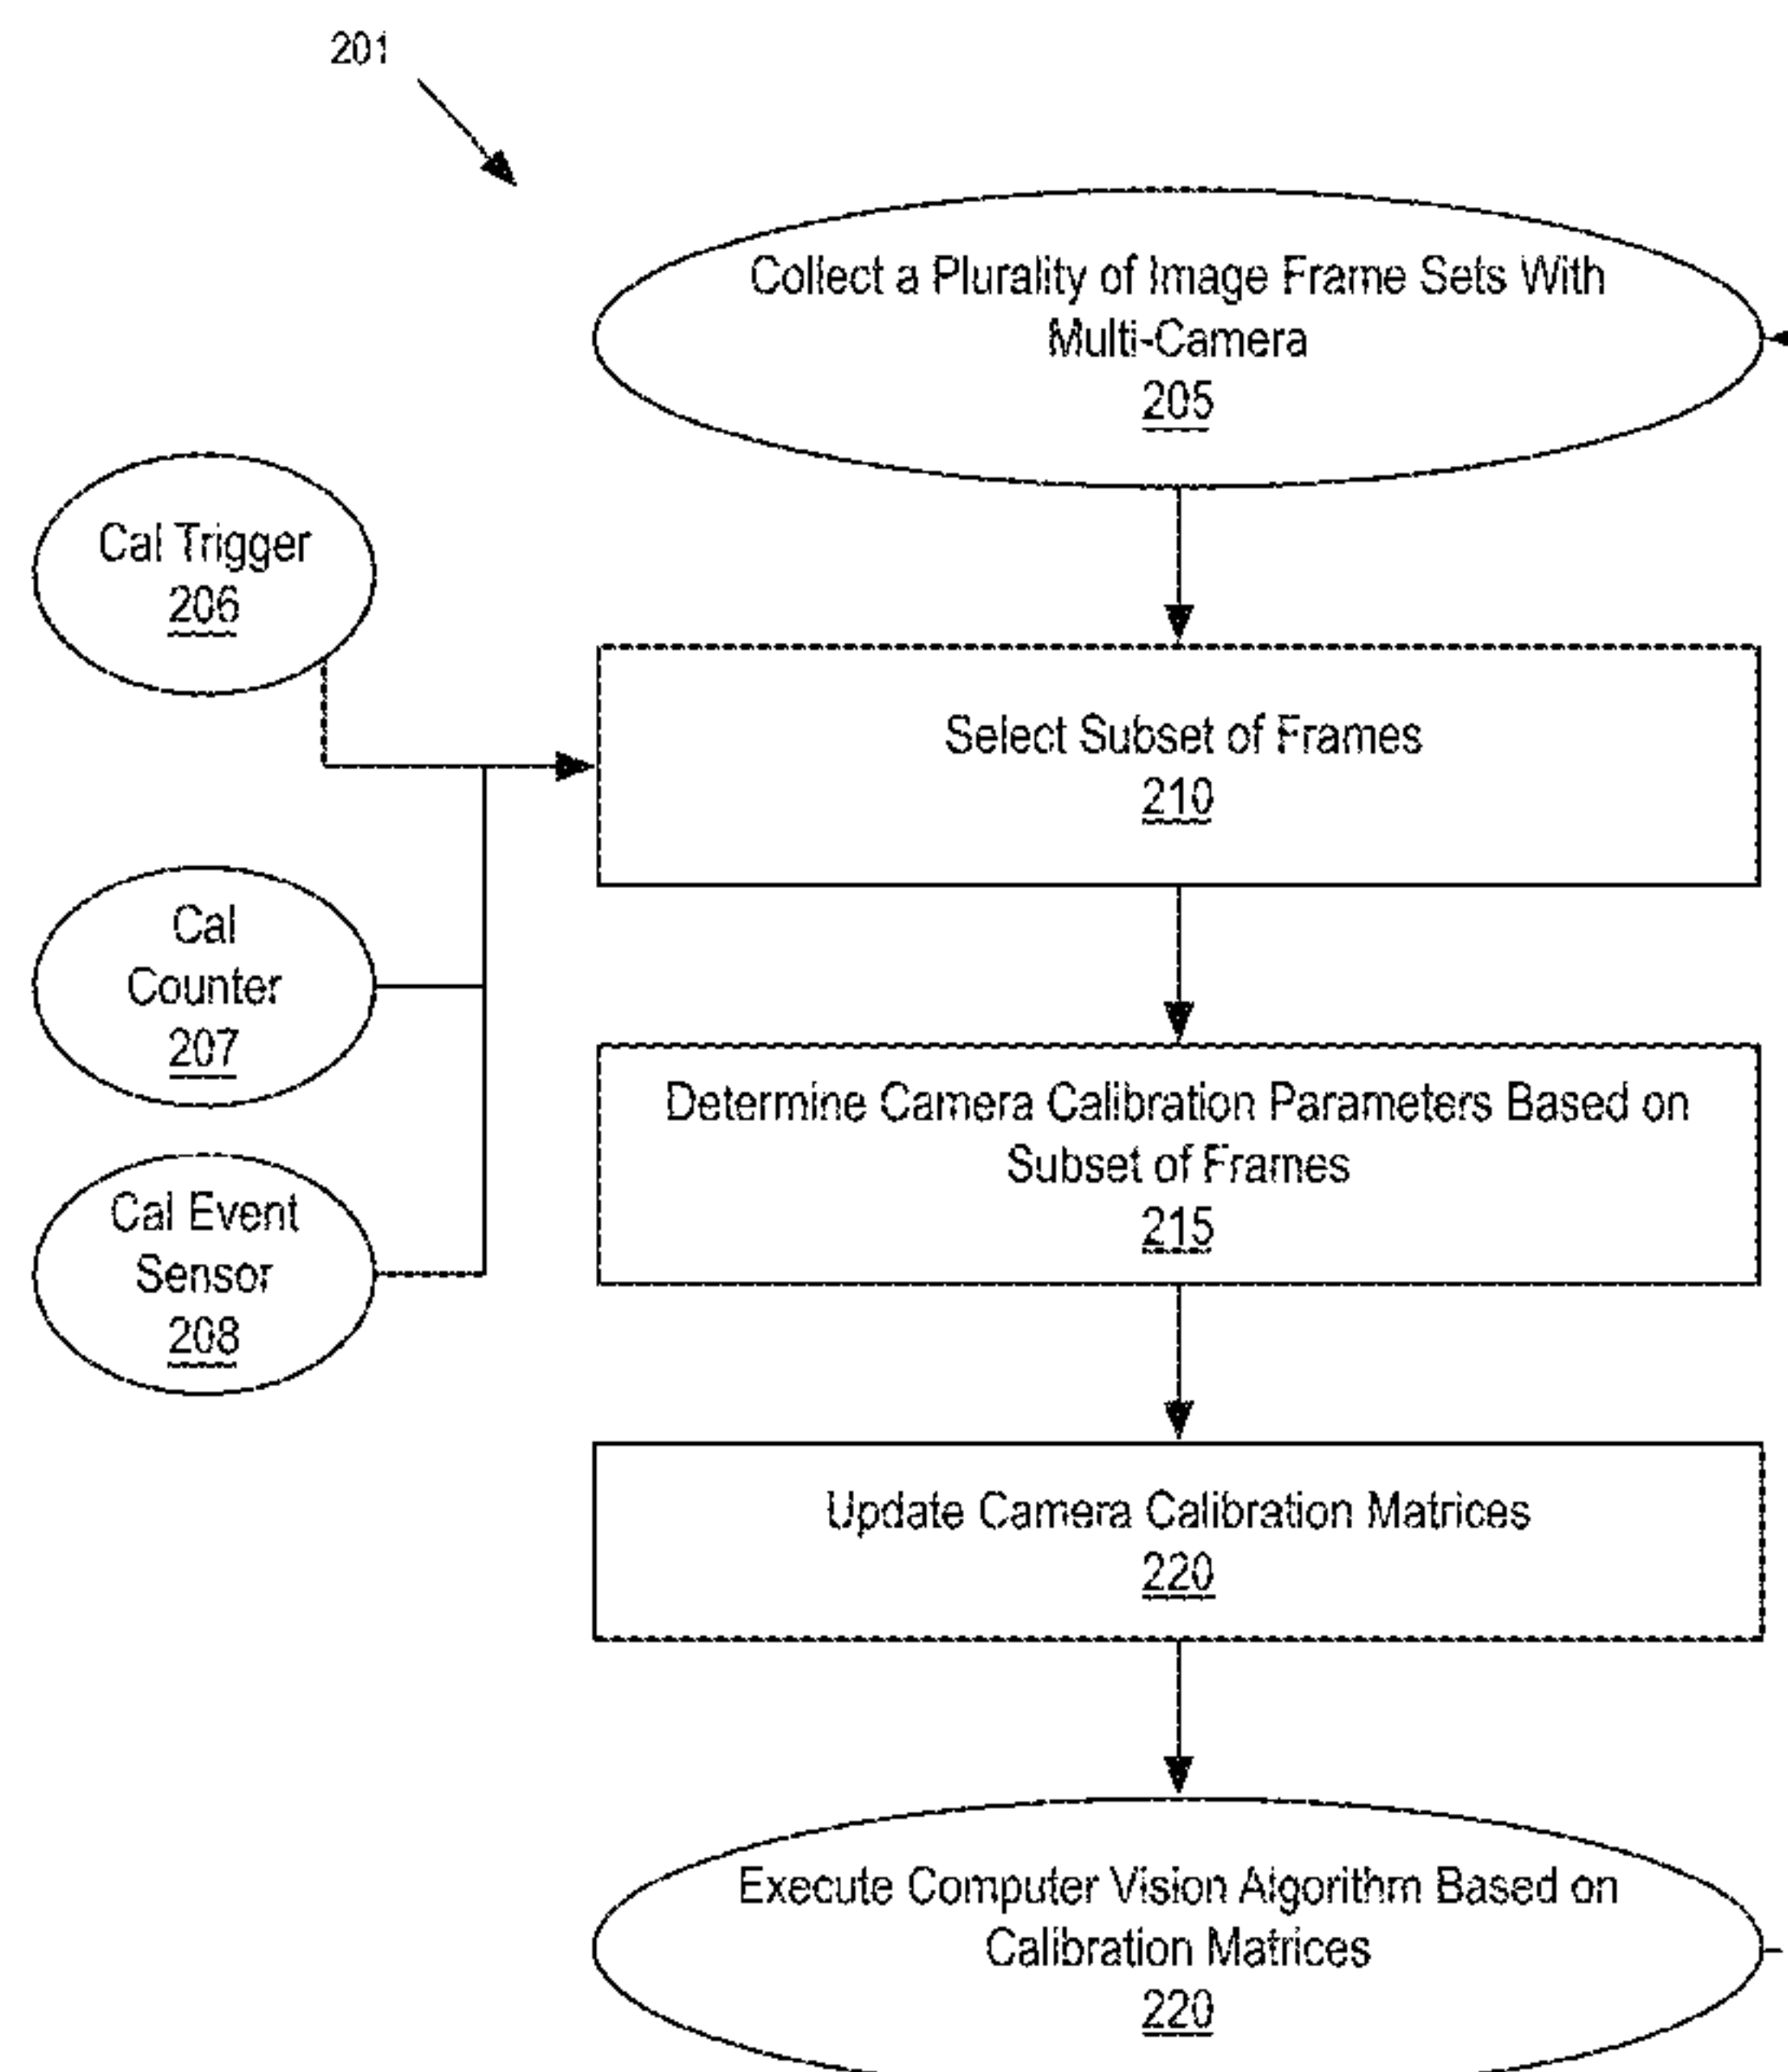 201
Collect a Plurality of Image Frame Sets With
Multi-Camera
205
Cal Trigger
206
Select Subset of Frames
210
Cal
Counter
207
Determine Camera Calibration Parameters Based on
Subset of Frames
215
Cal Event
Sensor
208
Update Camera Calibration Matrices
220
Execute Computer Vision Algorithm Based on
Calibration Matrices
220